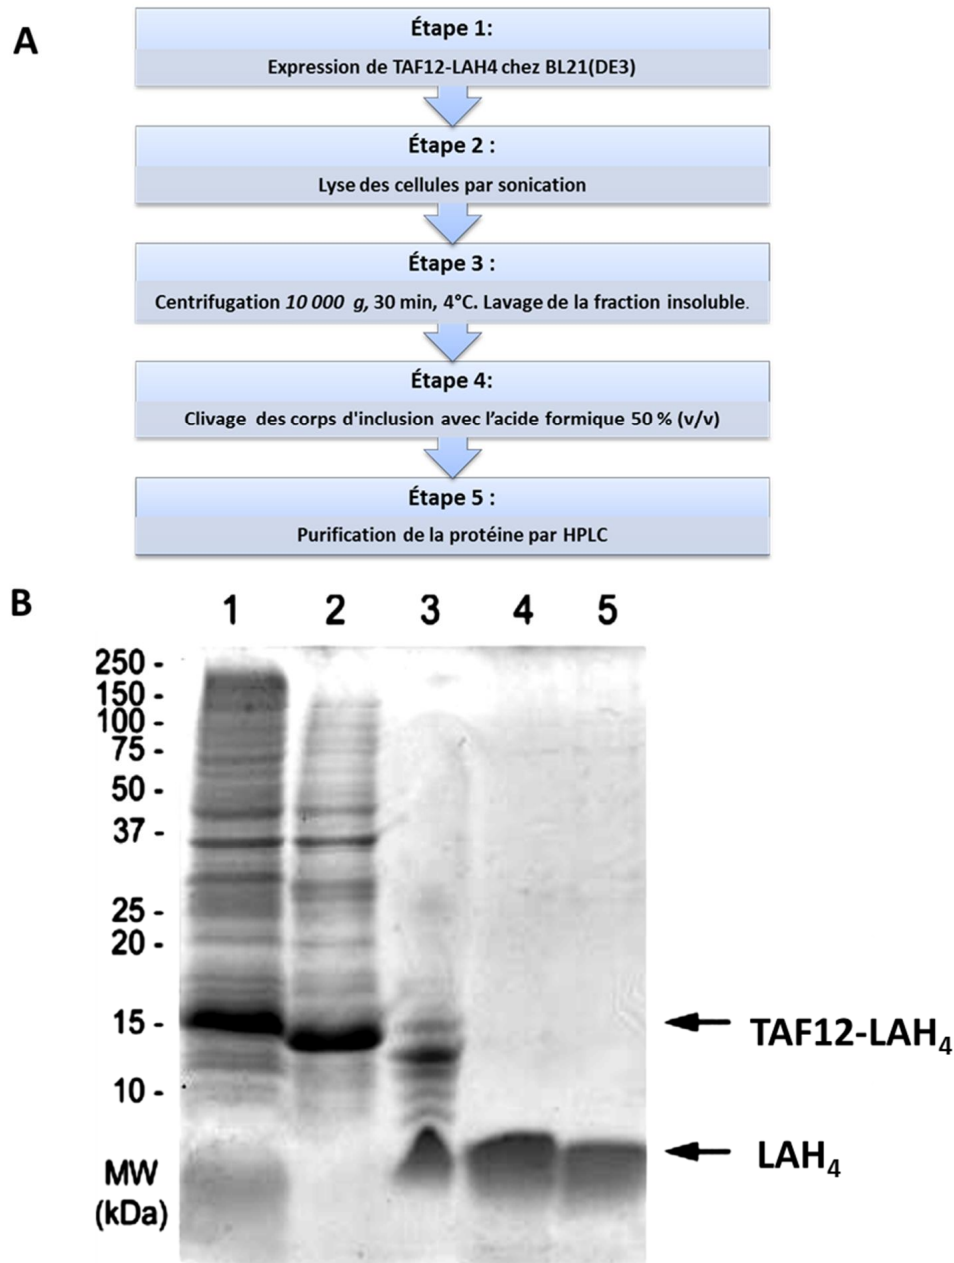 A
Étape 1:
Expression de TAF12-LAH4 chez BL21(DE3)
Étape 2 :
Lyse des cellules par sonication
Étape 3 :
Centrifugation 10 000 g, 30 min, 4°C. Lavage de la fraction insoluble.
Étape 4:
Clivage des corps d'inclusion avec l’acide formique 50 % (v/v)
Étape 5 :
Purification de la protéine par HPLC
B
1 2 3 4 5
250 -
150 -
100 -
75 -
50 -
37 -
25 -
20 -
15 -
TAF12-LAH4
10 -
LAH4
MW
(kDa)